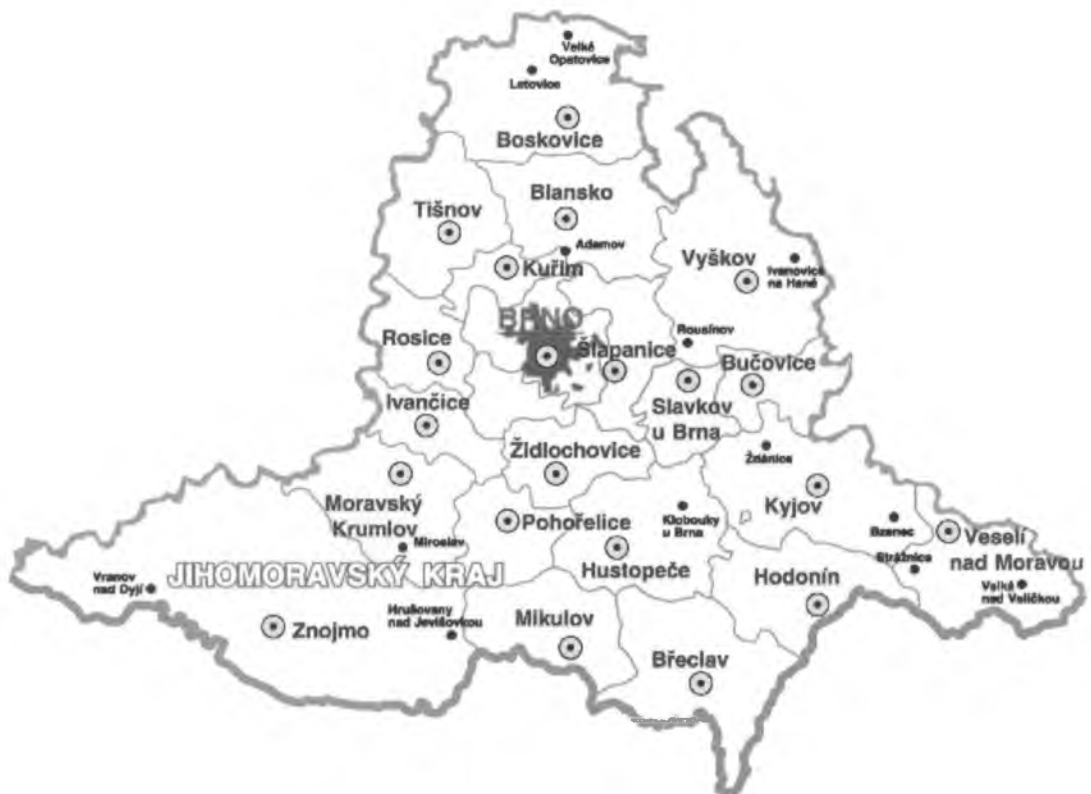 Velké
Opatovice
Letovice
Boskovice
Blansko
Tišnov
Adamov
Vyškov
Ivanovice
na Hané
Kuřim
BRNO
Rousínov
Rosice
Šlapanice
Bučovice
Ivančice
Slavkov
u Brna
Židlochovice
Ždánice
Moravský
Krumlov
Kyjov
Pohořelice
Klobouky
u Brna
Bzenec
Veselí
nad Moravou
Miroslav
Strážnice
Hustopeče
Hodonín
JIHOMORAVSKÝ KRAJ
Vranov
nad Dyjí
Velká
nad Veličkou
Hrušovany
nad Jevišovkou
Mikulov
Znojmo
Břeclav